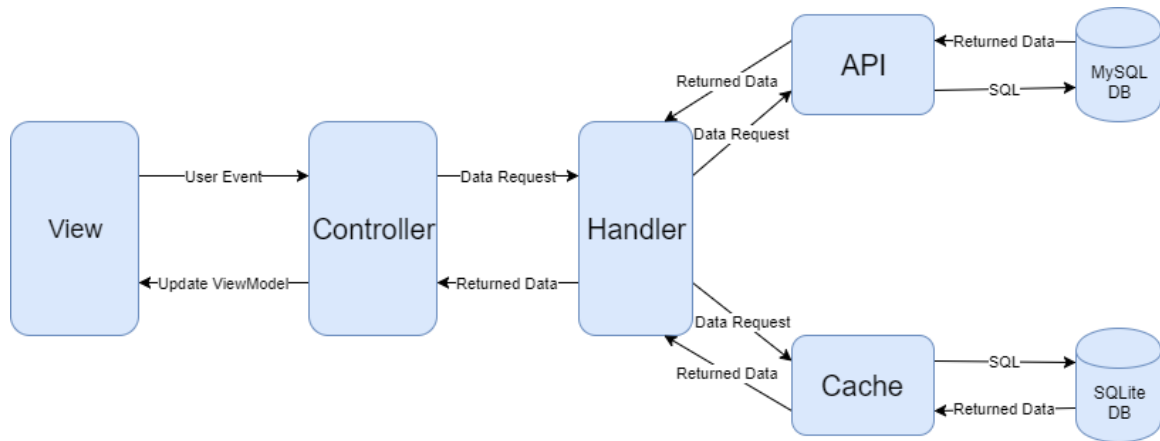 API
Returned Data
SQL
MySQL
DB
Returned Data
Data Request
View
User Event
Update ViewModel
Controller
Data Request
Returned Data
Handler
Data Request
Returned Data
Cache
SQL
Returned Data
SQLite
DB